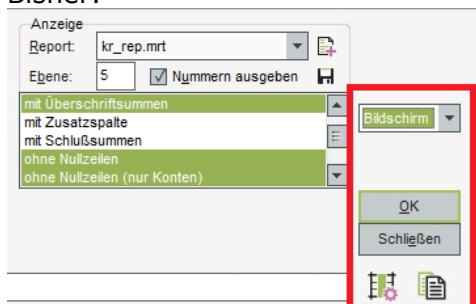 Bisher:
Anzeige
Report: kr_rep.mrt
Ebene: 5 Nummern ausgeben
mit Überschriftsummen
mit Zusatzspalte
mit Schlußsummen
ohne Nullzeilen
ohne Nullzeilen (nur Konten)
Bildschirm
OK
Schließen